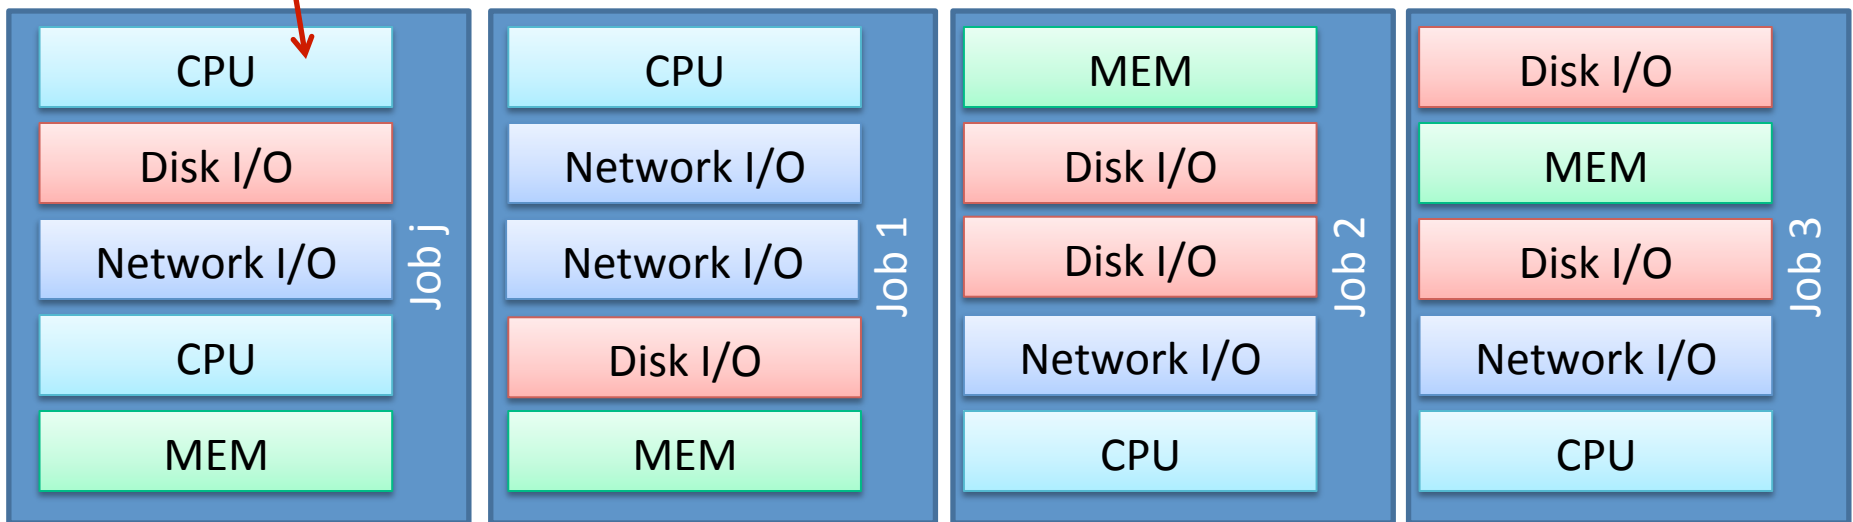 CPU
Disk I/O
Network I/O
CPU
MEM
Job j
CPU
Network I/O
Network I/O
Disk I/O
MEM
Job 1
MEM
Disk I/O
Disk I/O
Network I/O
CPU
Job 2
Disk I/O
MEM
Disk I/O
Network I/O
CPU
Job 3